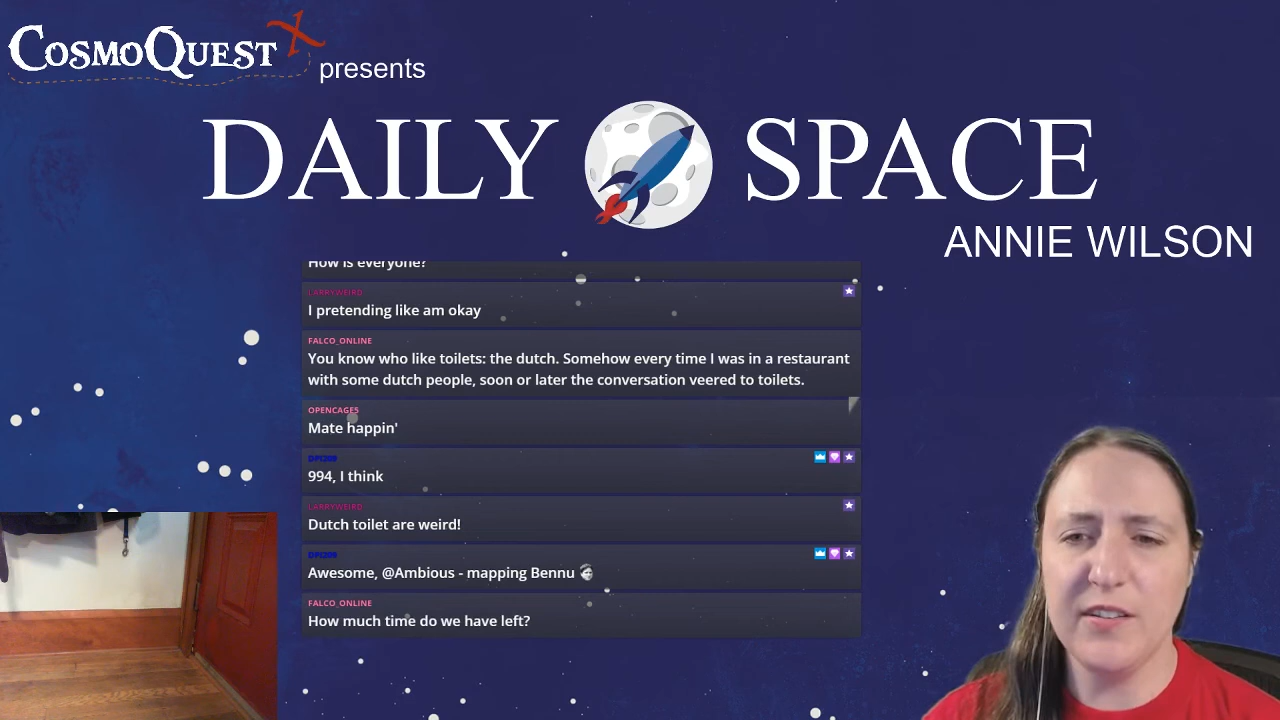 COSMOQUEST X
presents
DAILY SPACE
ANNIE WILSON
How is everyone?
LARRYWEIRD
I pretending like am okay
FALCO_ONLINE
You know who like toilets: the dutch. Somehow every time I was in a restaurant
with some dutch people, soon or later the conversation veered to toilets.
OPENCAGE5
Mate happin'
994, I think
LARRYWEIRD
Dutch toilet are weird!
Awesome, @Ambious - mapping Bennu
FALCO_ONLINE
How much time do we have left?